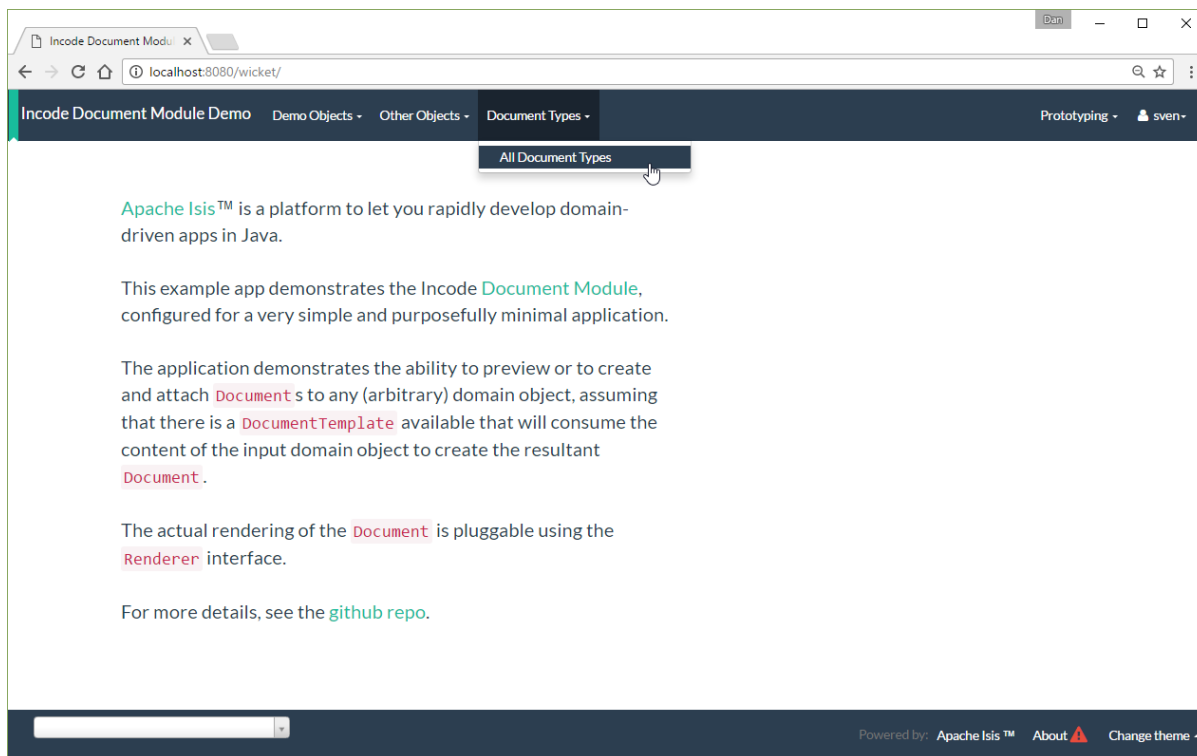 Dan
Incode Document Modu
localhost:8080/wicket/
Incode Document Module Demo Demo Objects Other Objects Document Types Prototyping sven
All Document Types
Apache Isis™ is a platform to let you rapidly develop domain-
driven apps in Java.
This example app demonstrates the Incode Document Module,
configured for a very simple and purposefully minimal application.
The application demonstrates the ability to preview or to create
and attach Documents to any (arbitrary) domain object, assuming
that there is a DocumentTemplate available that will consume the
content of the input domain object to create the resultant
Document.
The actual rendering of the Document is pluggable using the
Renderer interface.
For more details, see the github repo.
Powered by: Apache Isis ™ About Change theme